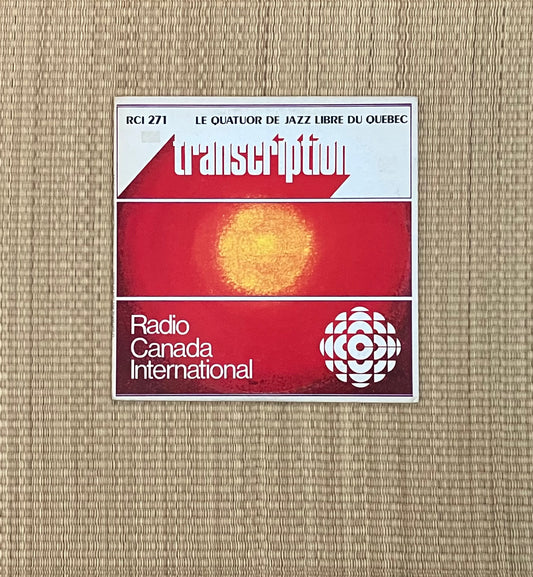 RCI 271 LE QUATUOR DE JAZZ LIBRE DU QUEBEC
transcription
Radio
Canada
International